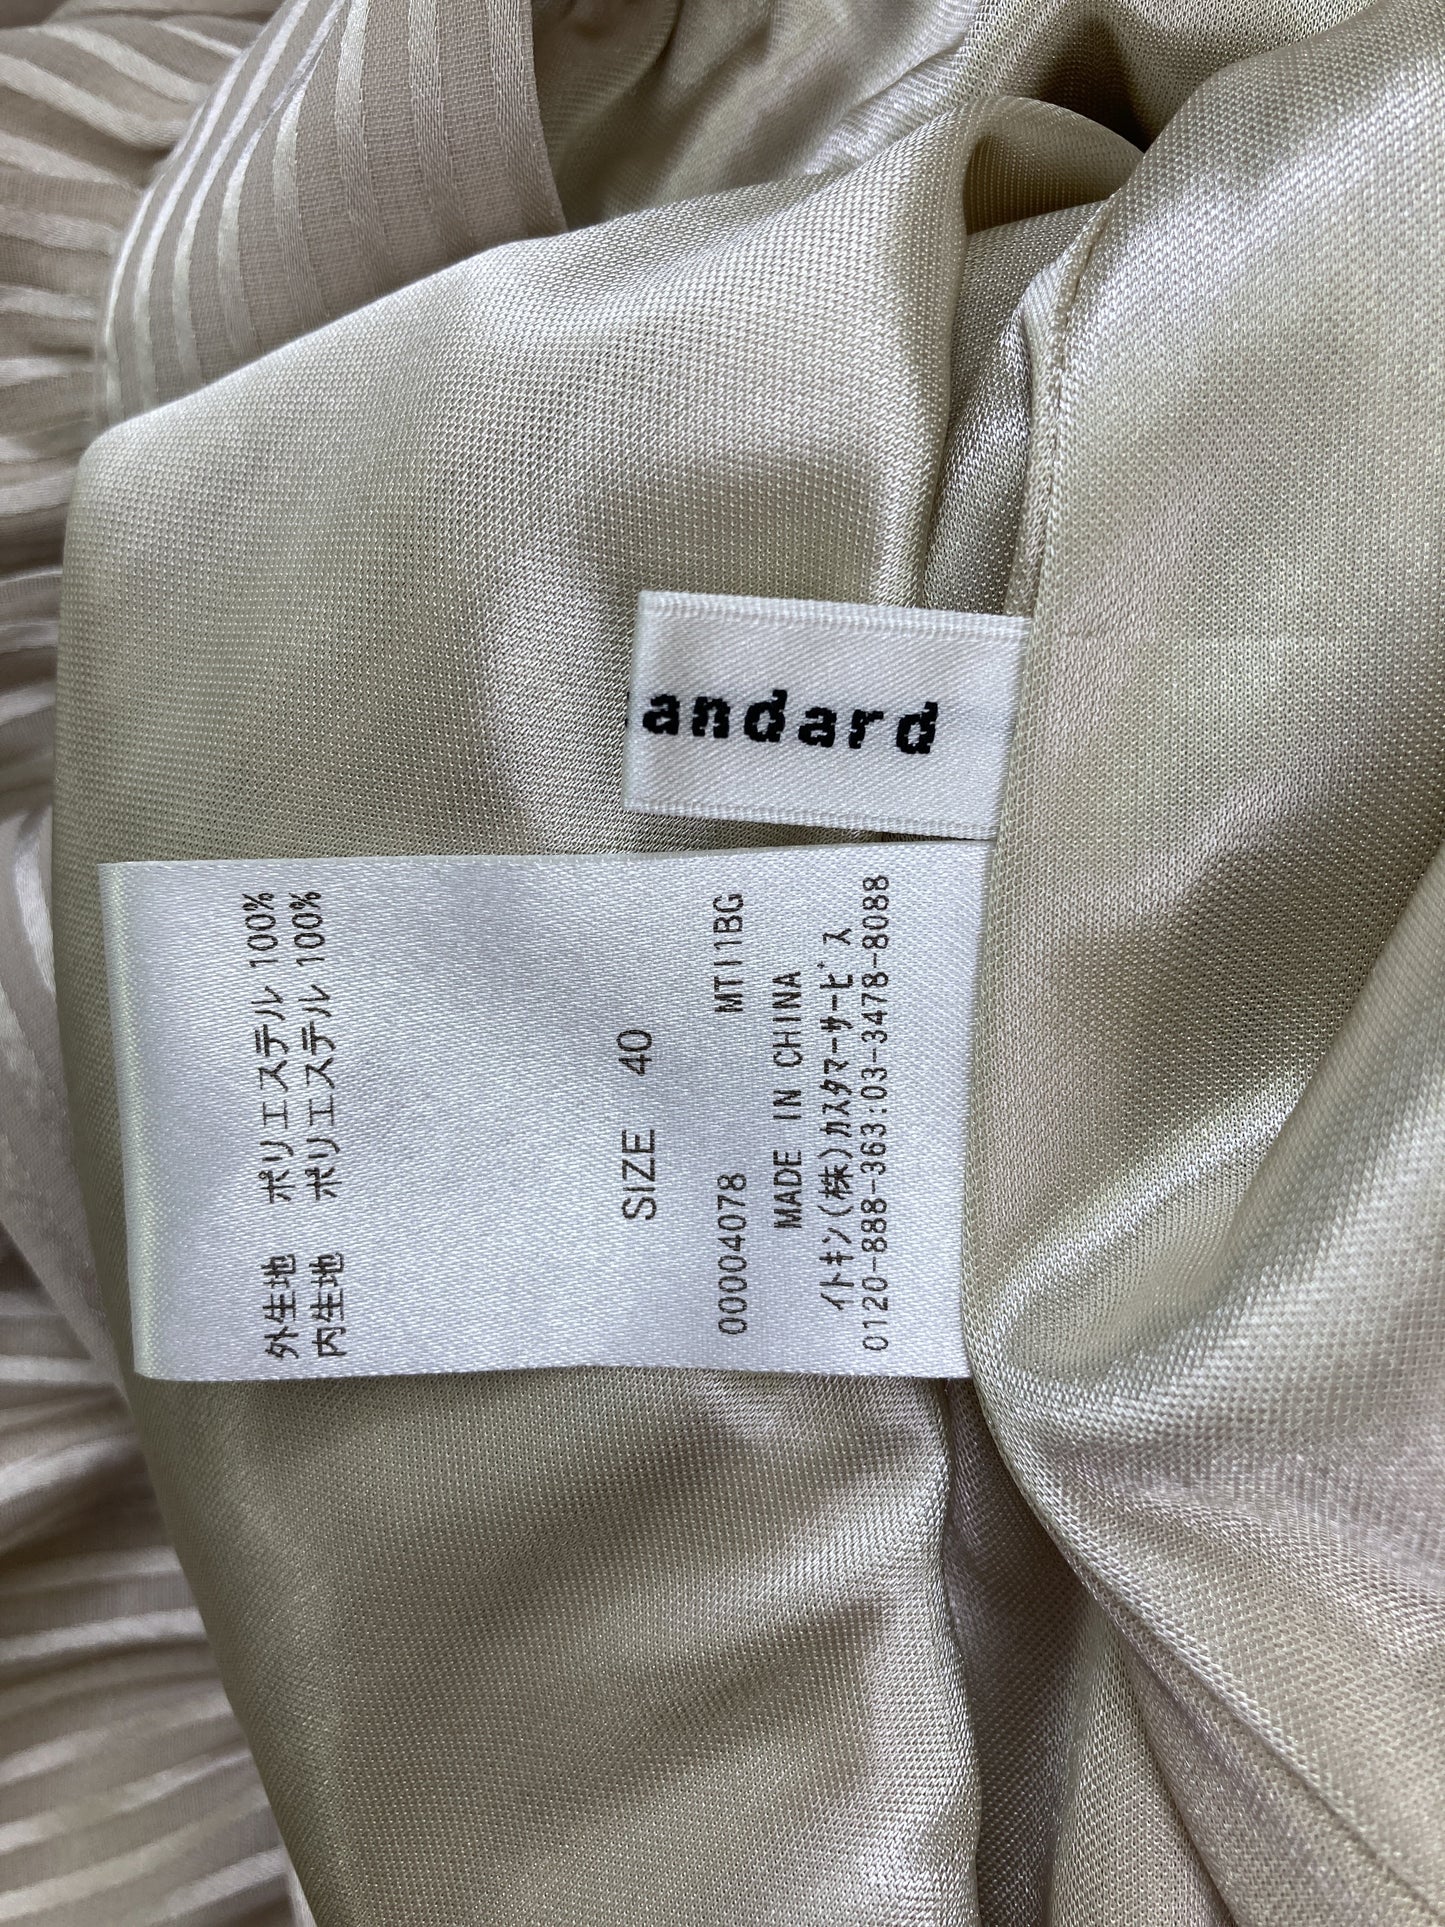 andard
外生地 ポリエステル 100%
内生地 ポリエステル 100%
SIZE 40
00004078 MT11BG
MADE IN CHINA
イトキン(株)カスタマーサービス
0120-888-363:03-3478-8088